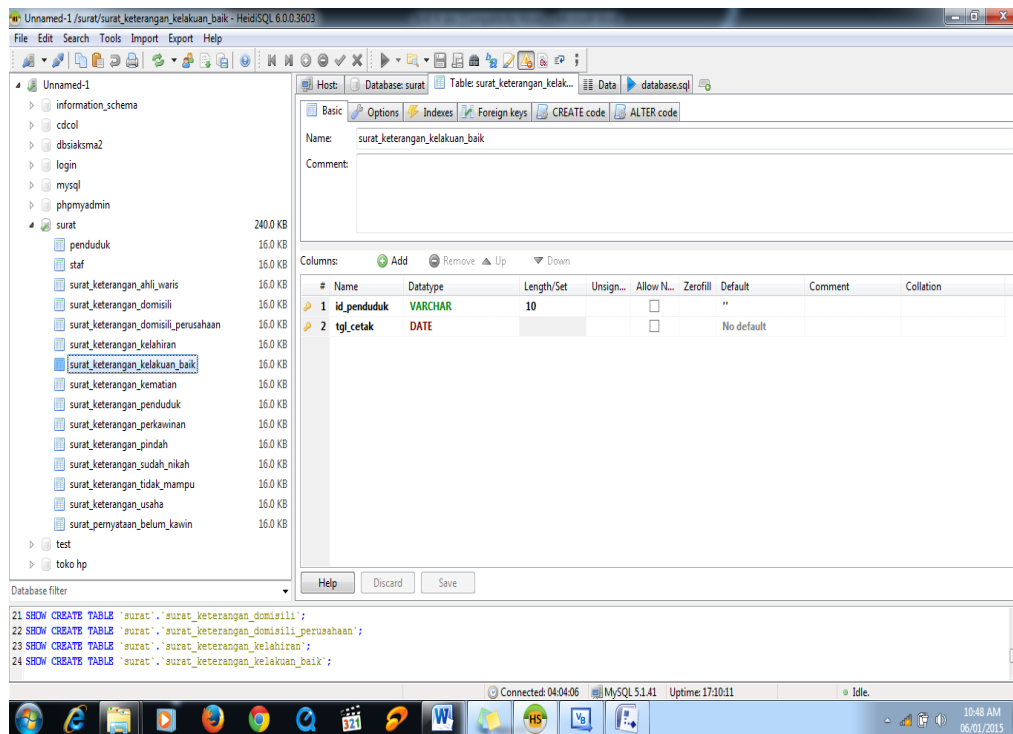 Unnamed-1 /surat/surat_keterangan_kelakuan_baik - HeidiSQL 6.0.0.3603
File Edit Search Tools Import Export Help
Unnamed-1
information_schema
cdcol
dbsiaksma2
login
mysql
phpmyadmin
surat 240.0 KB
penduduk 16.0 KB
staf 16.0 KB
surat_keterangan_ahli_waris 16.0 KB
surat_keterangan_domisili 16.0 KB
surat_keterangan_domisili_perusahaan 16.0 KB
surat_keterangan_kelahiran 16.0 KB
surat_keterangan_kelakuan_baik 16.0 KB
surat_keterangan_kematian 16.0 KB
surat_keterangan_penduduk 16.0 KB
surat_keterangan_perkawinan 16.0 KB
surat_keterangan_pindah 16.0 KB
surat_keterangan_sudah_nikah 16.0 KB
surat_keterangan_tidak_mampu 16.0 KB
surat_keterangan_usaha 16.0 KB
surat_pernyataan_belum_kawin 16.0 KB
test
toko hp
Database filter
Host: Database: surat Table: surat_keterangan_kelak... Data database.sql
Basic Options Indexes Foreign keys CREATE code ALTER code
Name: surat_keterangan_kelakuan_baik
Comment:
Columns: Add Remove Up Down
# Name Datatype Length/Set Unsign... Allow N... Zerofill Default Comment Collation
1 id_penduduk VARCHAR 10 ''
2 tgl_cetak DATE No default
Help Discard Save
21 SHOW CREATE TABLE `surat`.`surat_keterangan_domisili`;
22 SHOW CREATE TABLE `surat`.`surat_keterangan_domisili_perusahaan`;
23 SHOW CREATE TABLE `surat`.`surat_keterangan_kelahiran`;
24 SHOW CREATE TABLE `surat`.`surat_keterangan_kelakuan_baik`;
Connected: 04:04:06 MySQL 5.1.41 Uptime: 17:10:11 Idle.
321
HS
VB
10:48 AM
06/01/2015